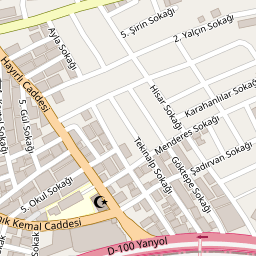 5. Şirin Sokağı
2. Yalçın Sokağı
Ayla Sokağı
Hayırlı Caddesi
Hisar Sokağı
Karahanlılar Sokağı
5. Gül Sokağı
Menderes Sokağı
Tekinalp Sokağı
Göktepe Sokağı
Şadırvan Sokağı
5. Okul Sokağı
Kemal Caddesi
D-100 Yanyol